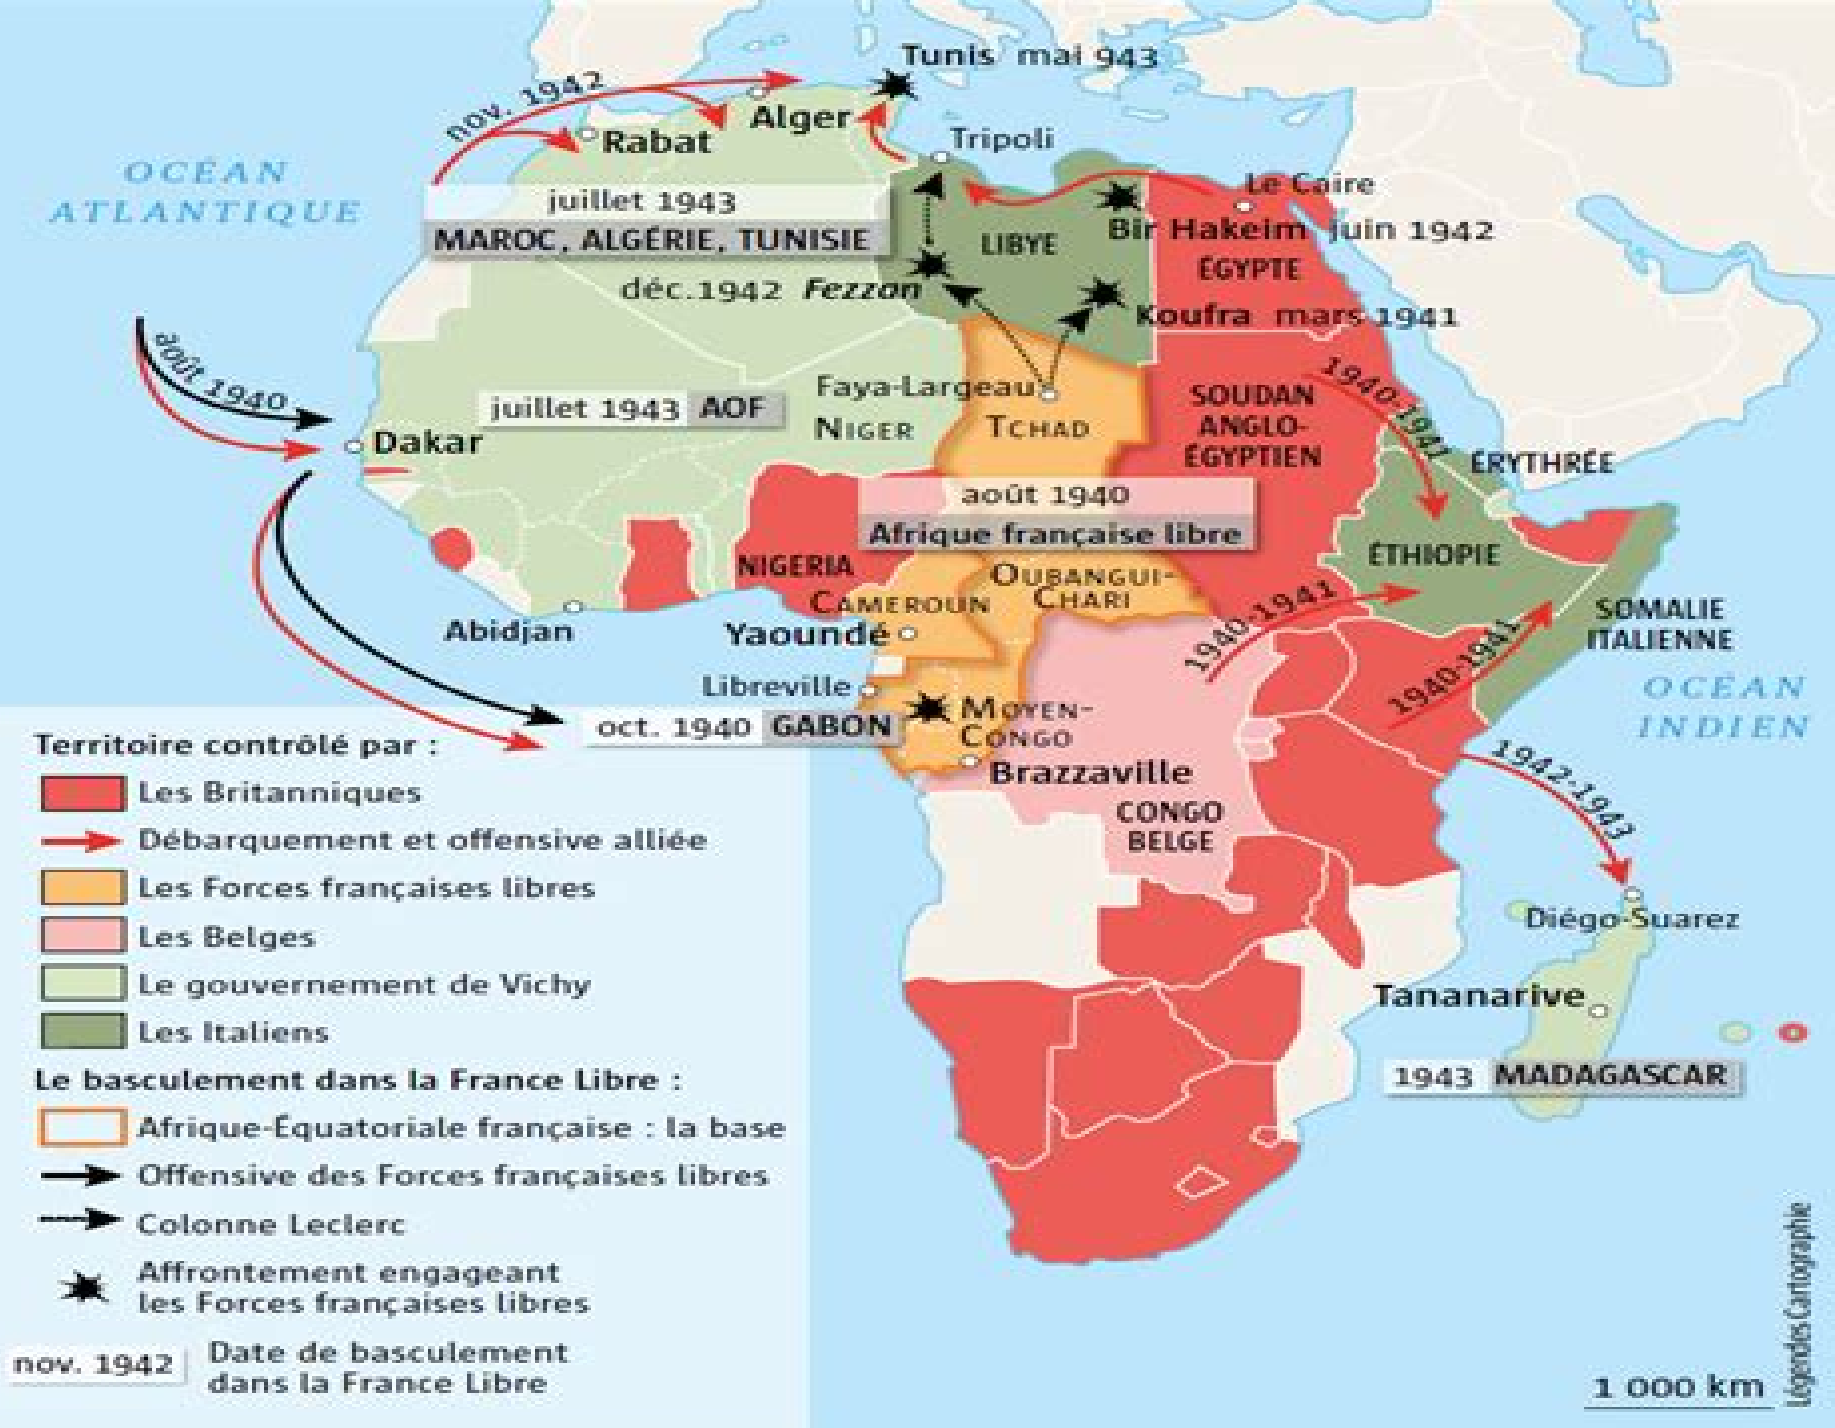 Tunis mai 943
nov. 1942
Alger
Rabat
Tripoli
OCÉAN
ATLANTIQUE
Le Caire
juillet 1943
MAROC, ALGÉRIE, TUNISIE
LIBYE
Bir Hakeim juin 1942
ÉGYPTE
déc.1942 Fezzan
Koufra mars 1941
août 1940
1940-1941
Faya-Largeau
juillet 1943 AOF
NIGER
TCHAD
SOUDAN
ANGLO-
ÉGYPTIEN
Dakar
ÉRYTHRÉE
août 1940
Afrique française libre
NIGERIA
ÉTHIOPIE
OUBANGUI-
CHARI
CAMEROUN
1940-1941
SOMALIE
ITALIENNE
Abidjan
Yaoundé
1940-1941
Libreville
OCÉAN
INDIEN
oct. 1940 GABON
MOYEN-
CONGO
Brazzaville
1942-1943
CONGO
BELGE
Diégo-Suarez
Tananarive
1943 MADAGASCAR
Territoire contrôlé par :
Les Britanniques
Débarquement et offensive alliée
Les Forces françaises libres
Les Belges
Le gouvernement de Vichy
Les Italiens
Le basculement dans la France Libre :
Afrique-Équatoriale française : la base
Offensive des Forces françaises libres
Colonne Leclerc
Affrontement engageant
les Forces françaises libres
nov. 1942
Date de basculement
dans la France Libre
1 000 km
Légendes Cartographie